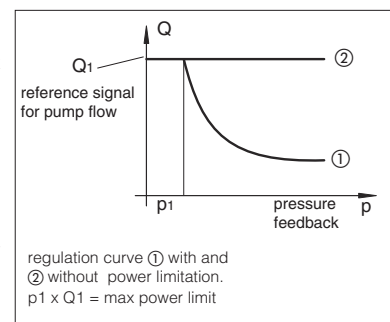 Q
Q1
②
reference signal
for pump flow
①
p1
pressure
feedback
p
regulation curve ① with and
② without power limitation.
p1 x Q1 = max power limit